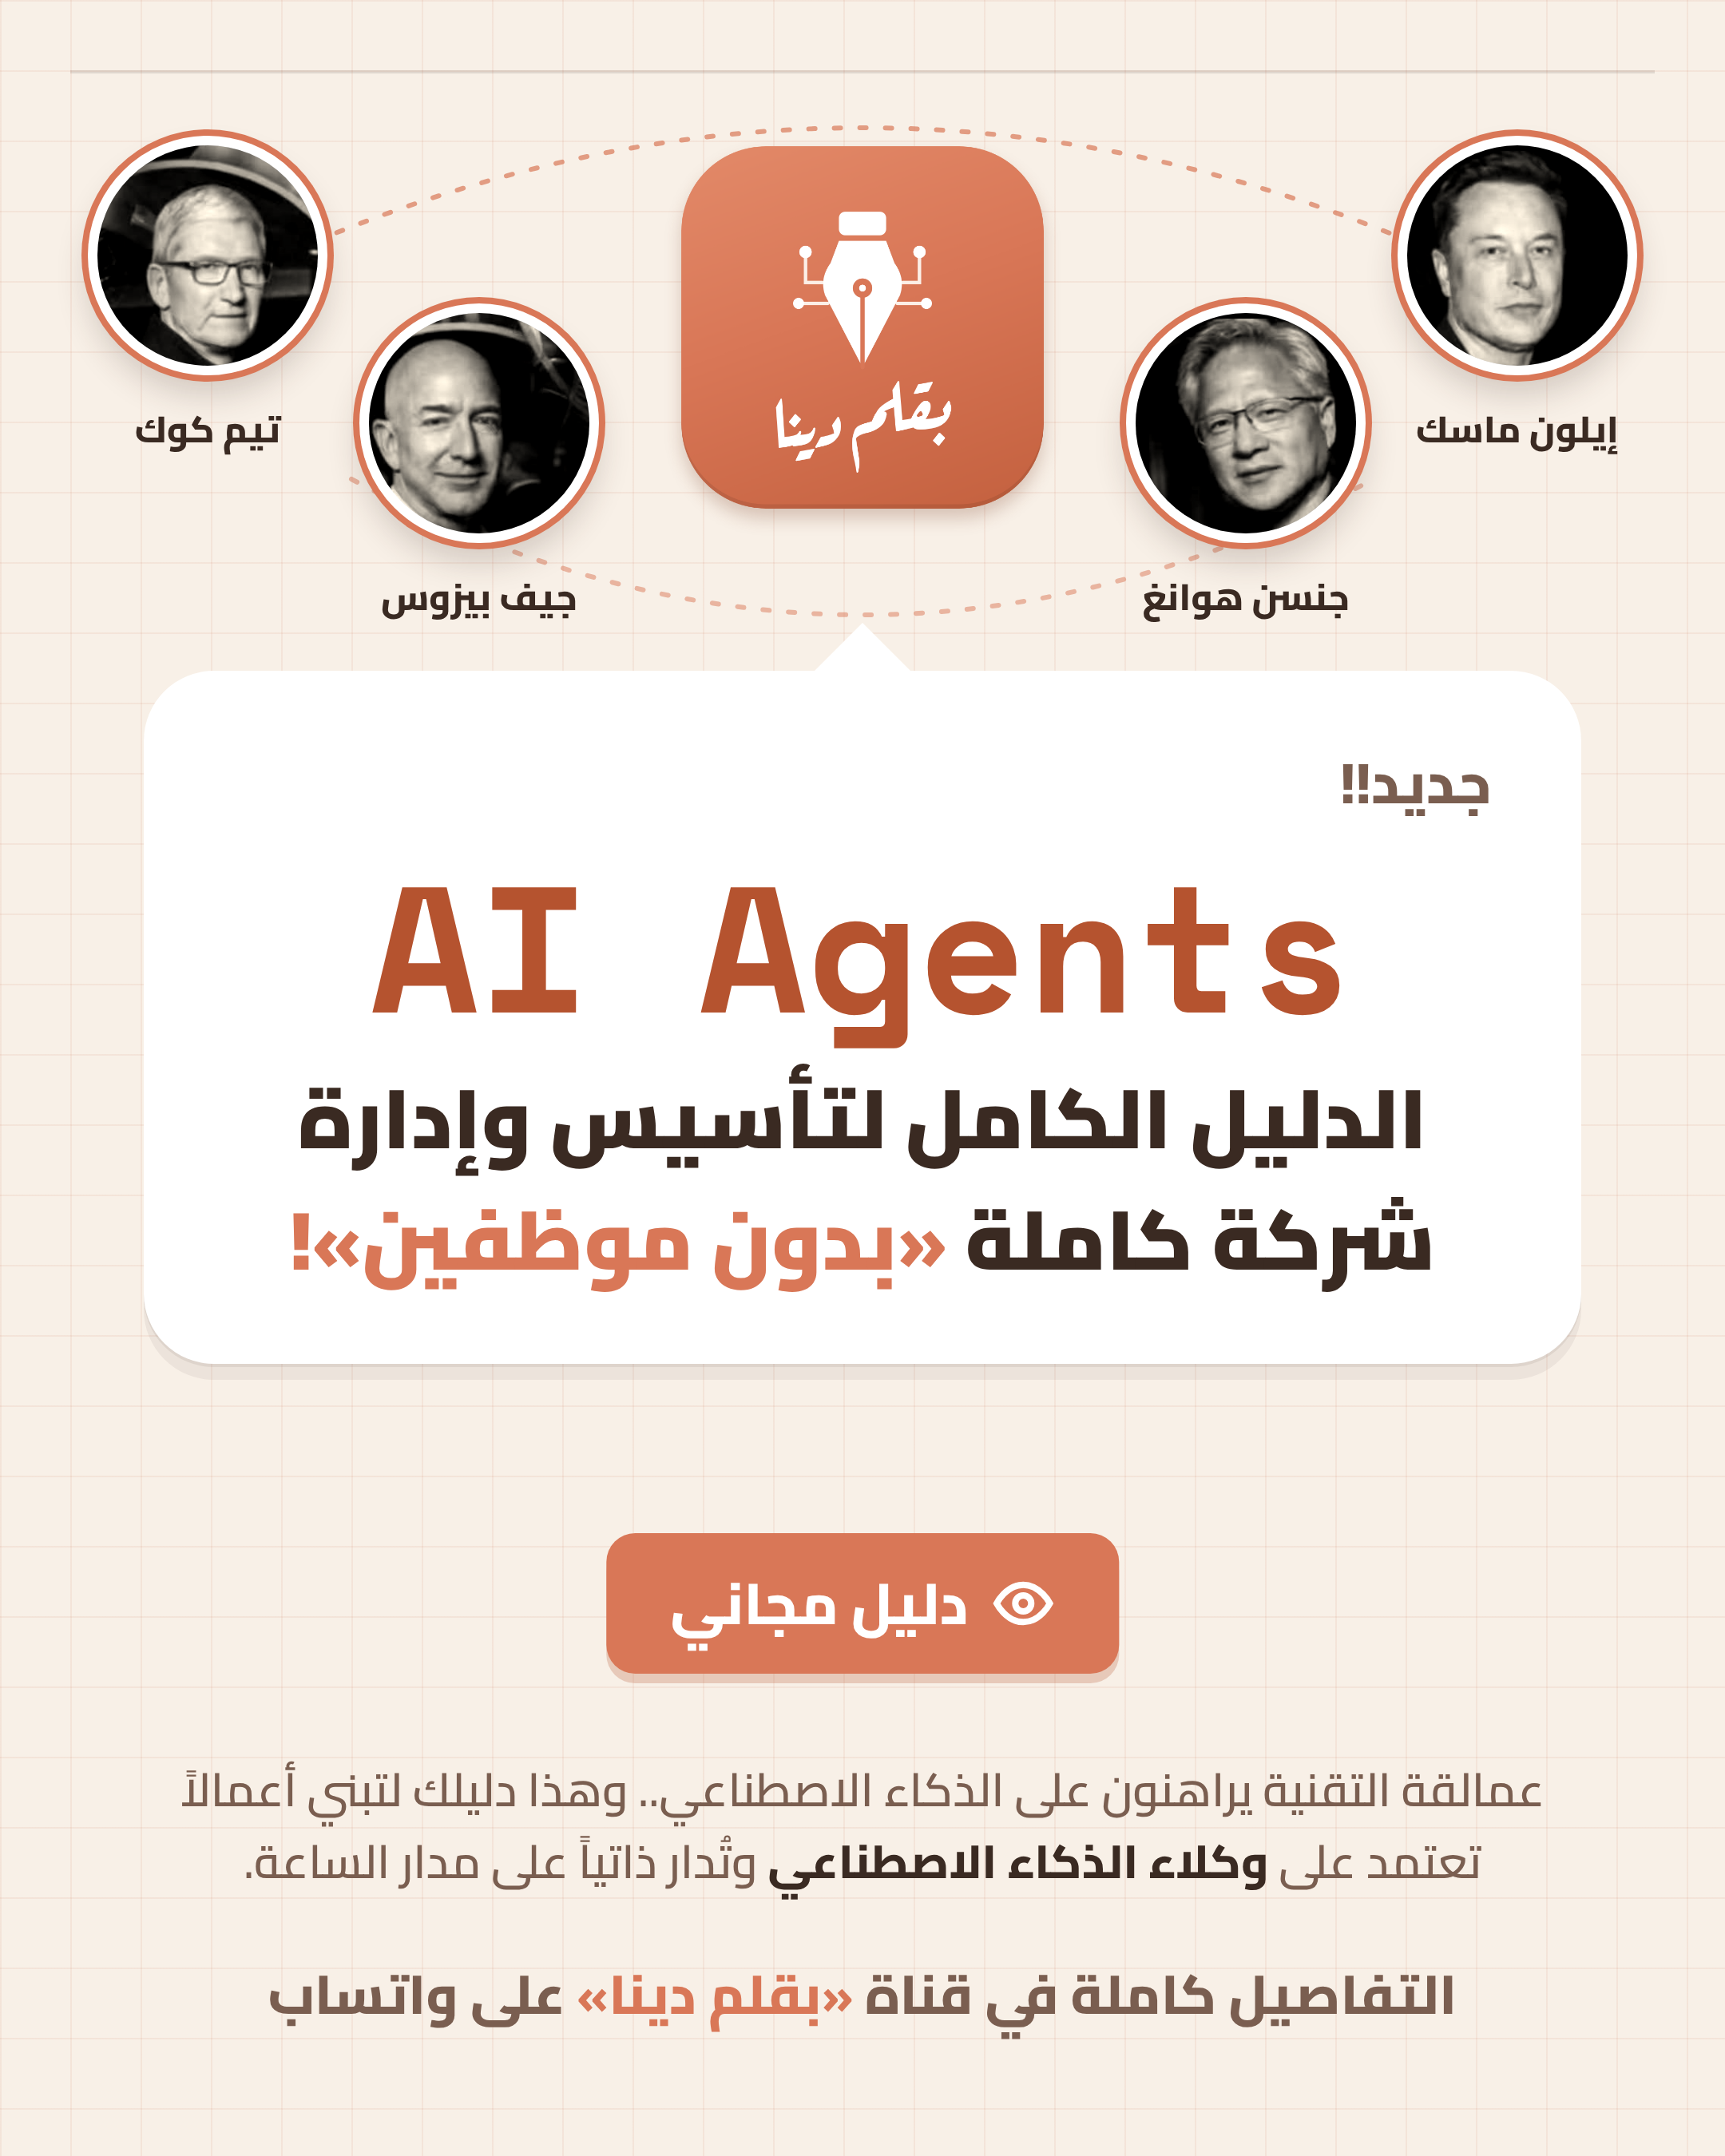 بقلم دينا
إيلون ماسك
جنسن هوانغ
جيف بيزوس
تيم كوك
جديد!!
AI Agents
الدليل الكامل لتأسيس وإدارة
شركة كاملة «بدون موظفين»!
دليل مجاني
عمالقة التقنية يراهنون على الذكاء الاصطناعي.. وهذا دليلك لتبني أعمالاً
تعتمد على وكلاء الذكاء الاصطناعي وتُدار ذاتياً على مدار الساعة.
التفاصيل كاملة في قناة «بقلم دينا» على واتساب